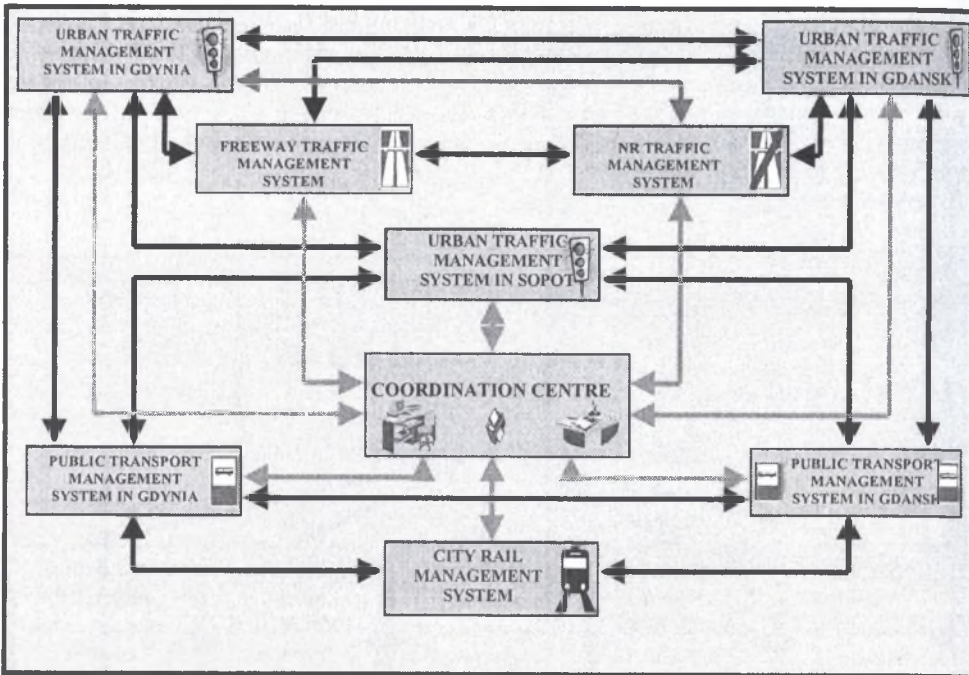 URBAN TRAFFIC
MANAGEMENT
SYSTEM IN GDYNIA
URBAN TRAFFIC
MANAGEMENT
SYSTEM IN GDANSK
FREEWAY TRAFFIC
MANAGEMENT
SYSTEM
NR TRAFFIC
MANAGEMENT
SYSTEM
URBAN TRAFFIC
MANAGEMENT
SYSTEM IN SOPOT
COORDINATION CENTRE
PUBLIC TRANSPORT
MANAGEMENT
SYSTEM IN GDYNIA
PUBLIC TRANSPORT
MANAGEMENT
SYSTEM IN GDANSK
CITY RAIL
MANAGEMENT
SYSTEM